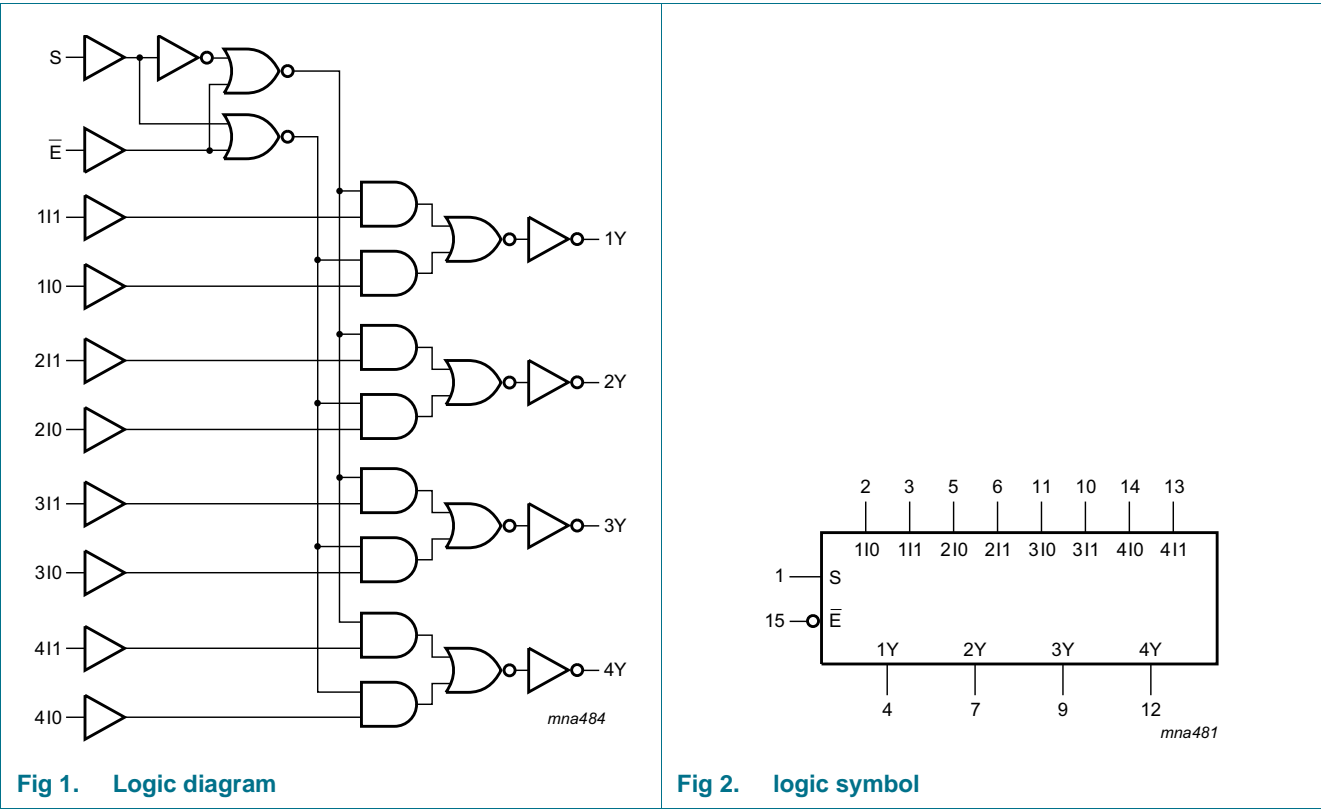 S
E̅
1I1
1I0
1Y
2I1
2I0
2Y
3I1
3I0
3Y
4I1
4I0
4Y
mna484
Fig 1. Logic diagram
2 3 5 6 11 10 14 13
1I0 1I1 2I0 2I1 3I0 3I1 4I0 4I1
1 S
15 E̅
1Y 2Y 3Y 4Y
4 7 9 12
mna481
Fig 2. logic symbol